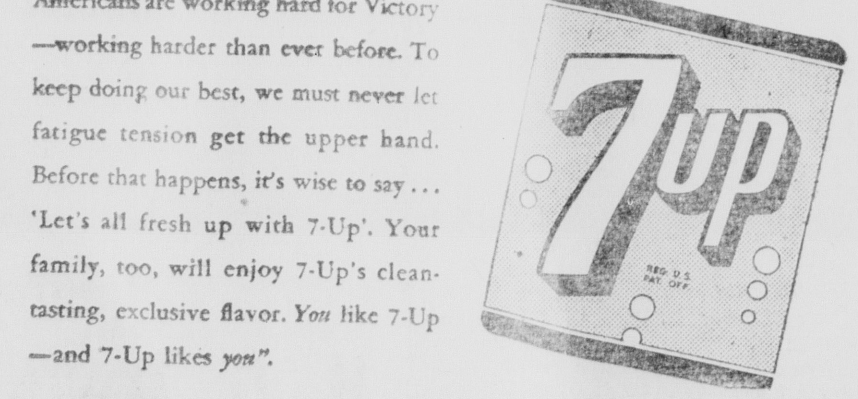 Americans are working hard for Victory
—working harder than ever before. To
keep doing our best, we must never let
fatigue tension get the upper hand.
Before that happens, it's wise to say...
'Let's all fresh up with 7-Up'. Your
family, too, will enjoy 7-Up's clean-
tasting, exclusive flavor. You like 7-Up
—and 7-Up likes you".
7up
REG. U.S.
PAT. OFF.